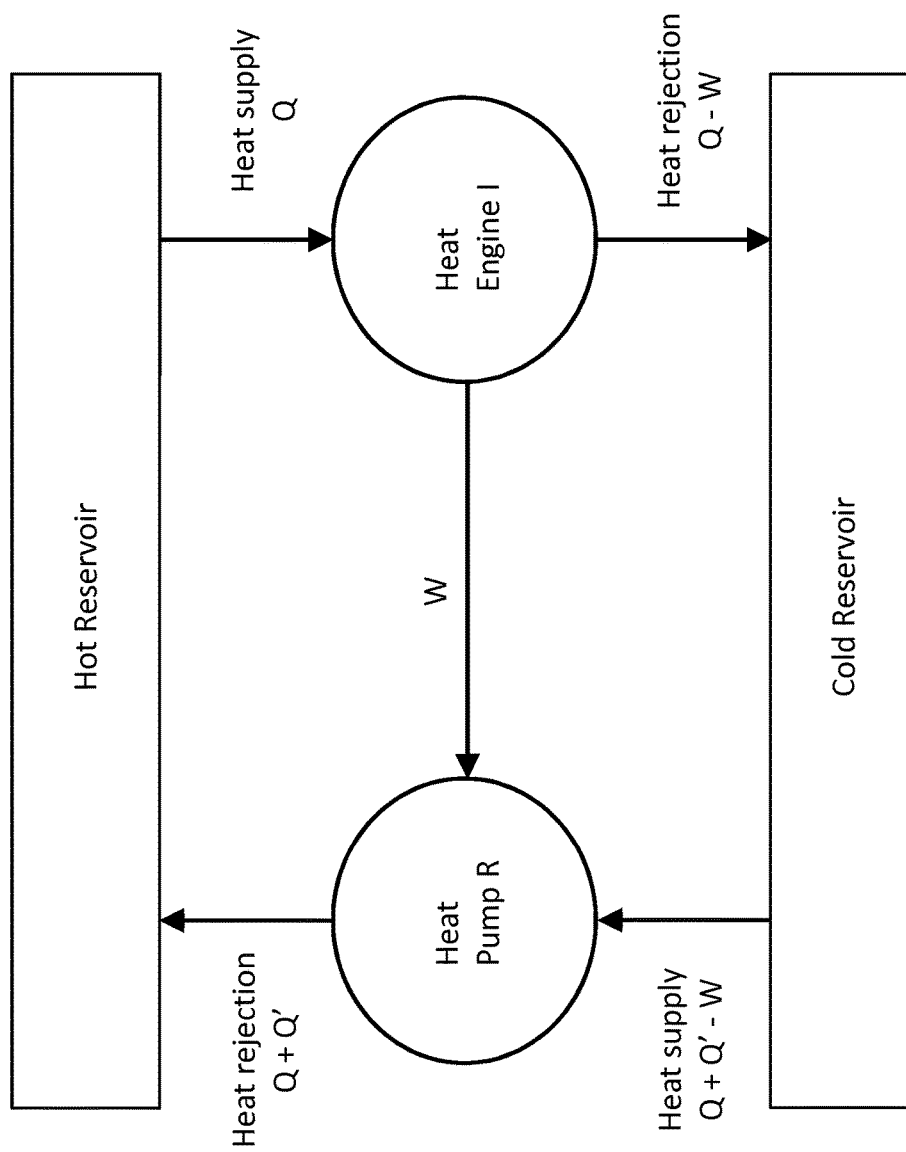 Hot Reservoir
Heat rejection
Q + Q’
Heat supply
Q
Heat
Pump R
W
Heat
Engine I
Heat supply
Q + Q’ - W
Heat rejection
Q - W
Cold Reservoir